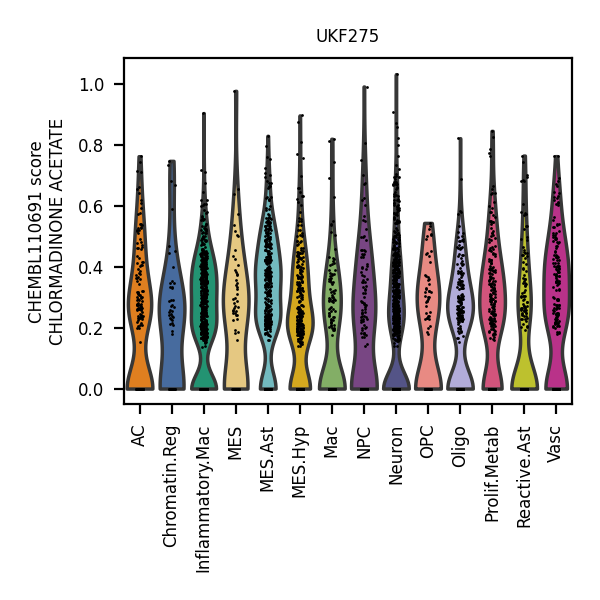 UKF275
CHEMBL110691 score
CHLORMADINONE ACETATE
1.0
0.8
0.6
0.4
0.2
0.0
AC
Chromatin.Reg
Inflammatory.Mac
MES
MES.Ast
MES.Hyp
Mac
NPC
Neuron
OPC
Oligo
Prolif.Metab
Reactive.Ast
Vasc